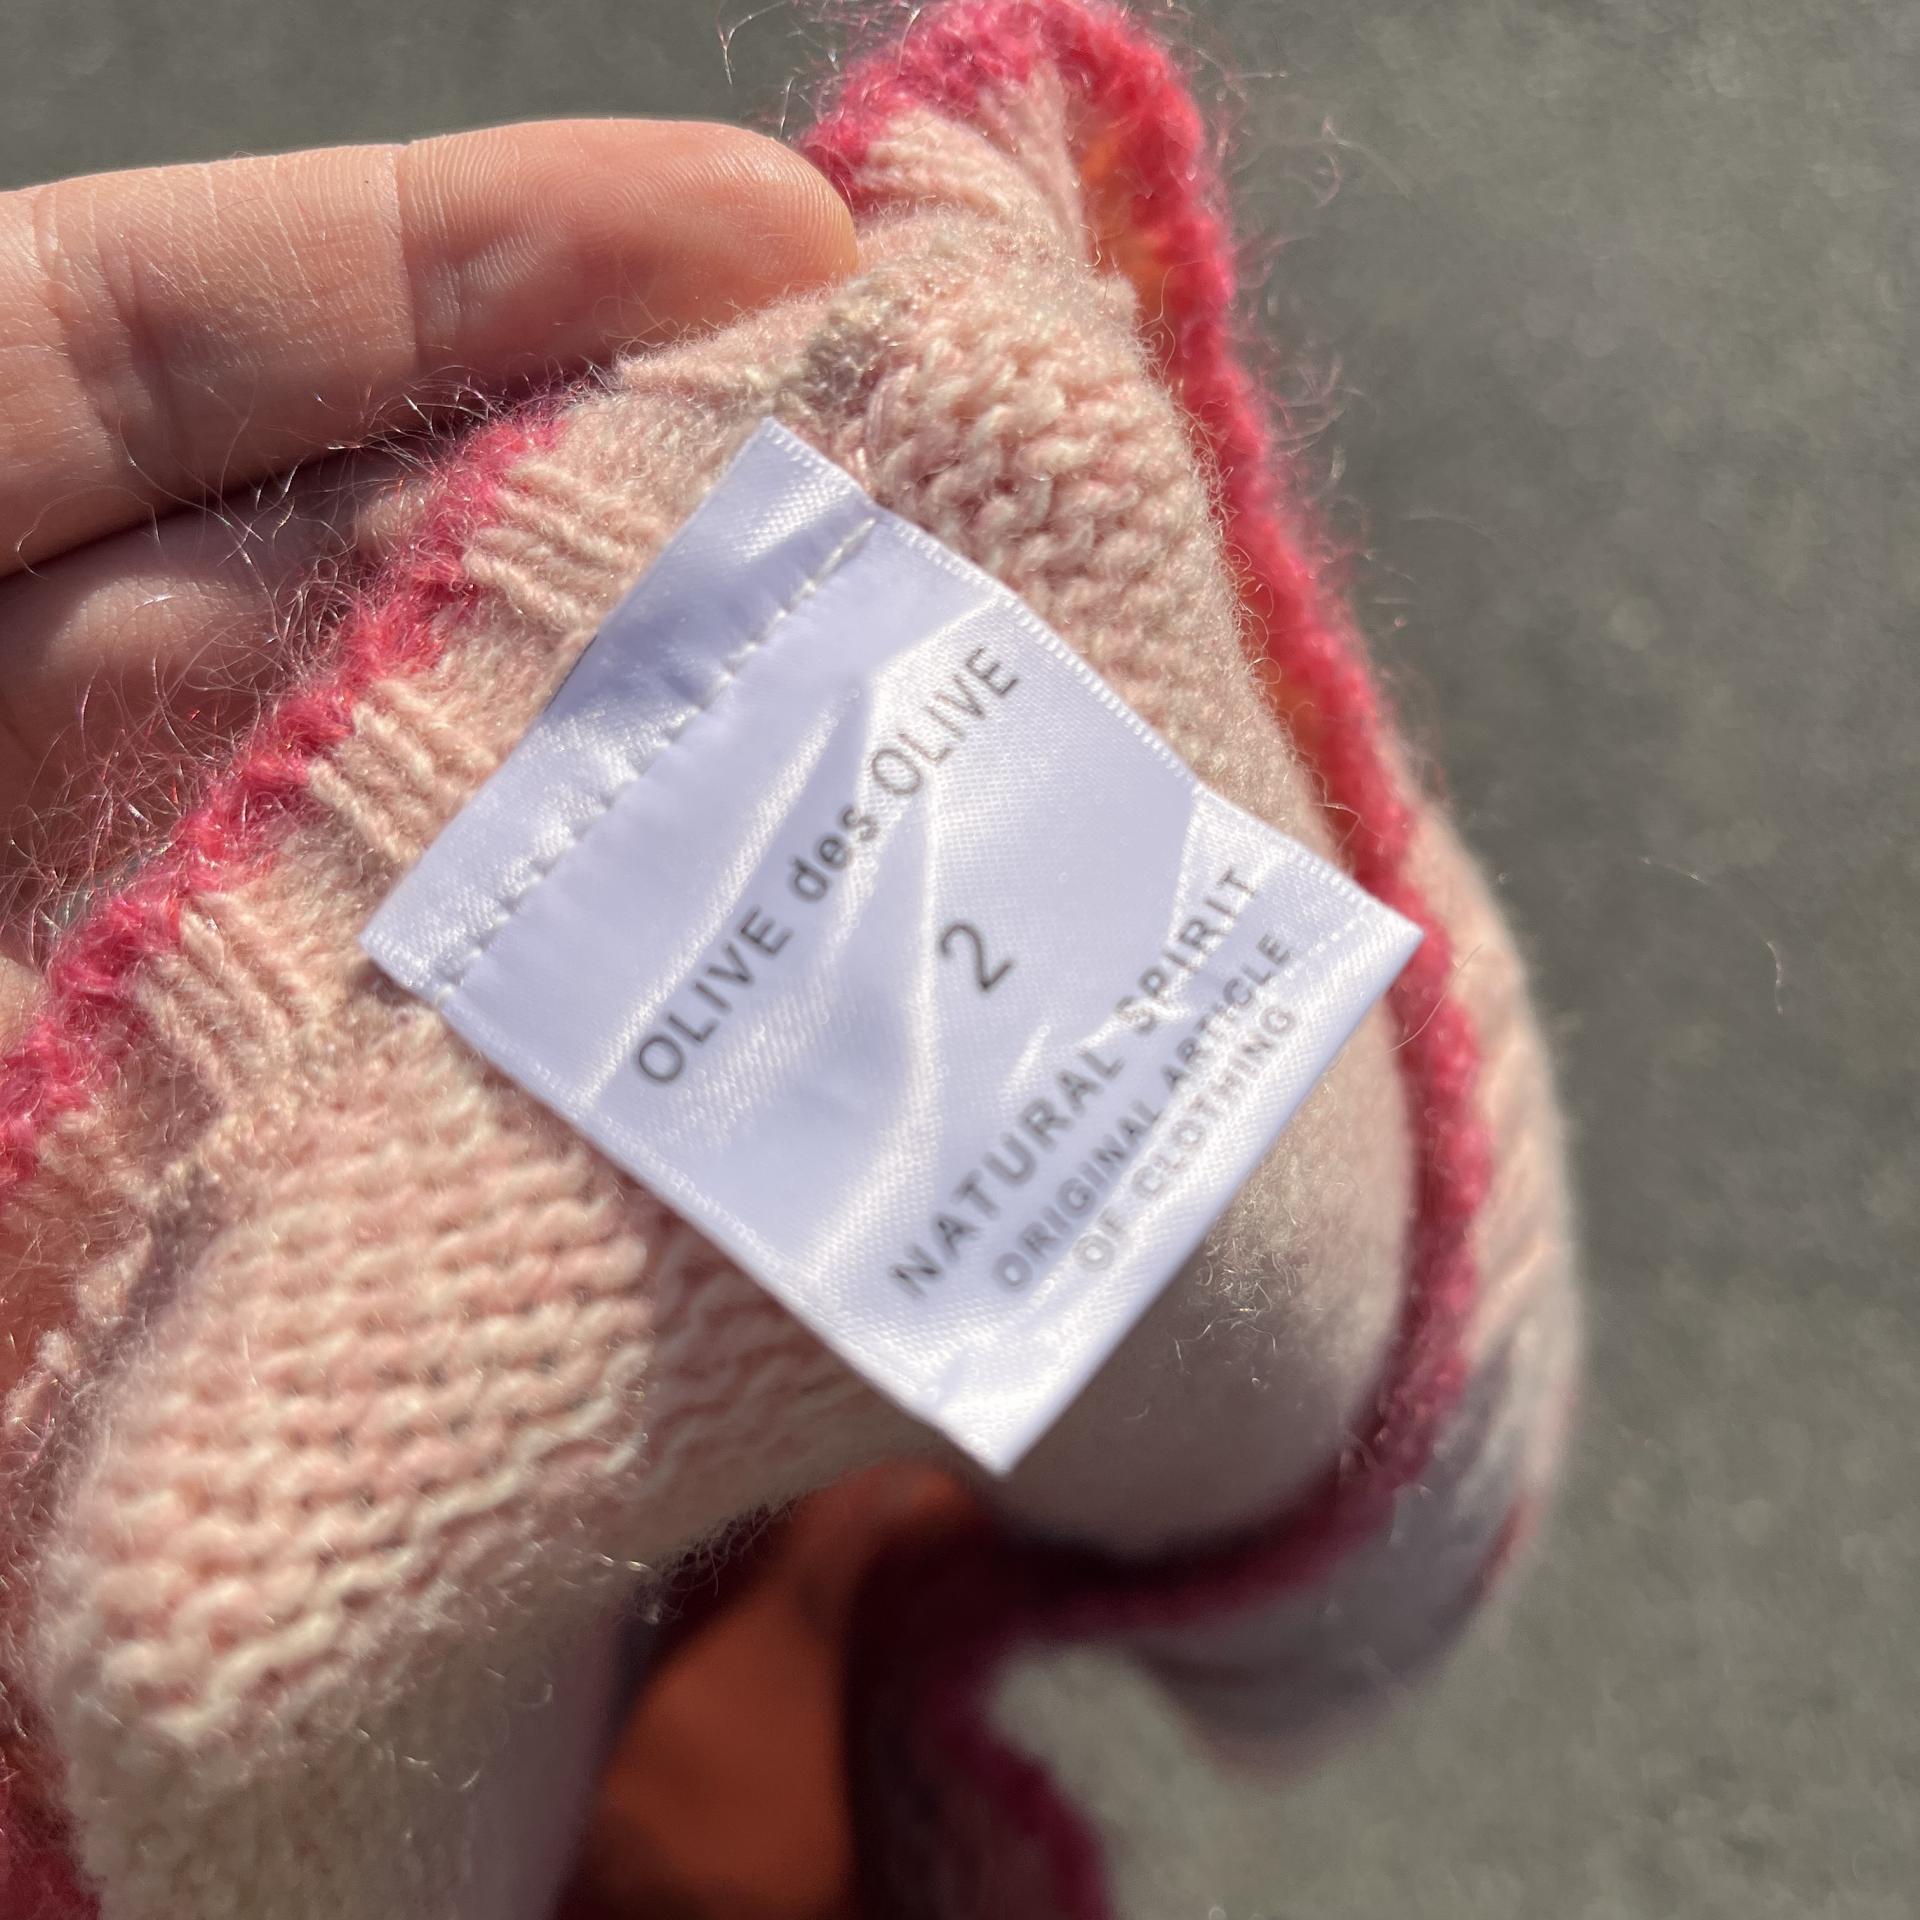 OLIVE des OLIVE
2
NATURAL SPIRIT
ORIGINAL ARTICLE
OF CLOTHING